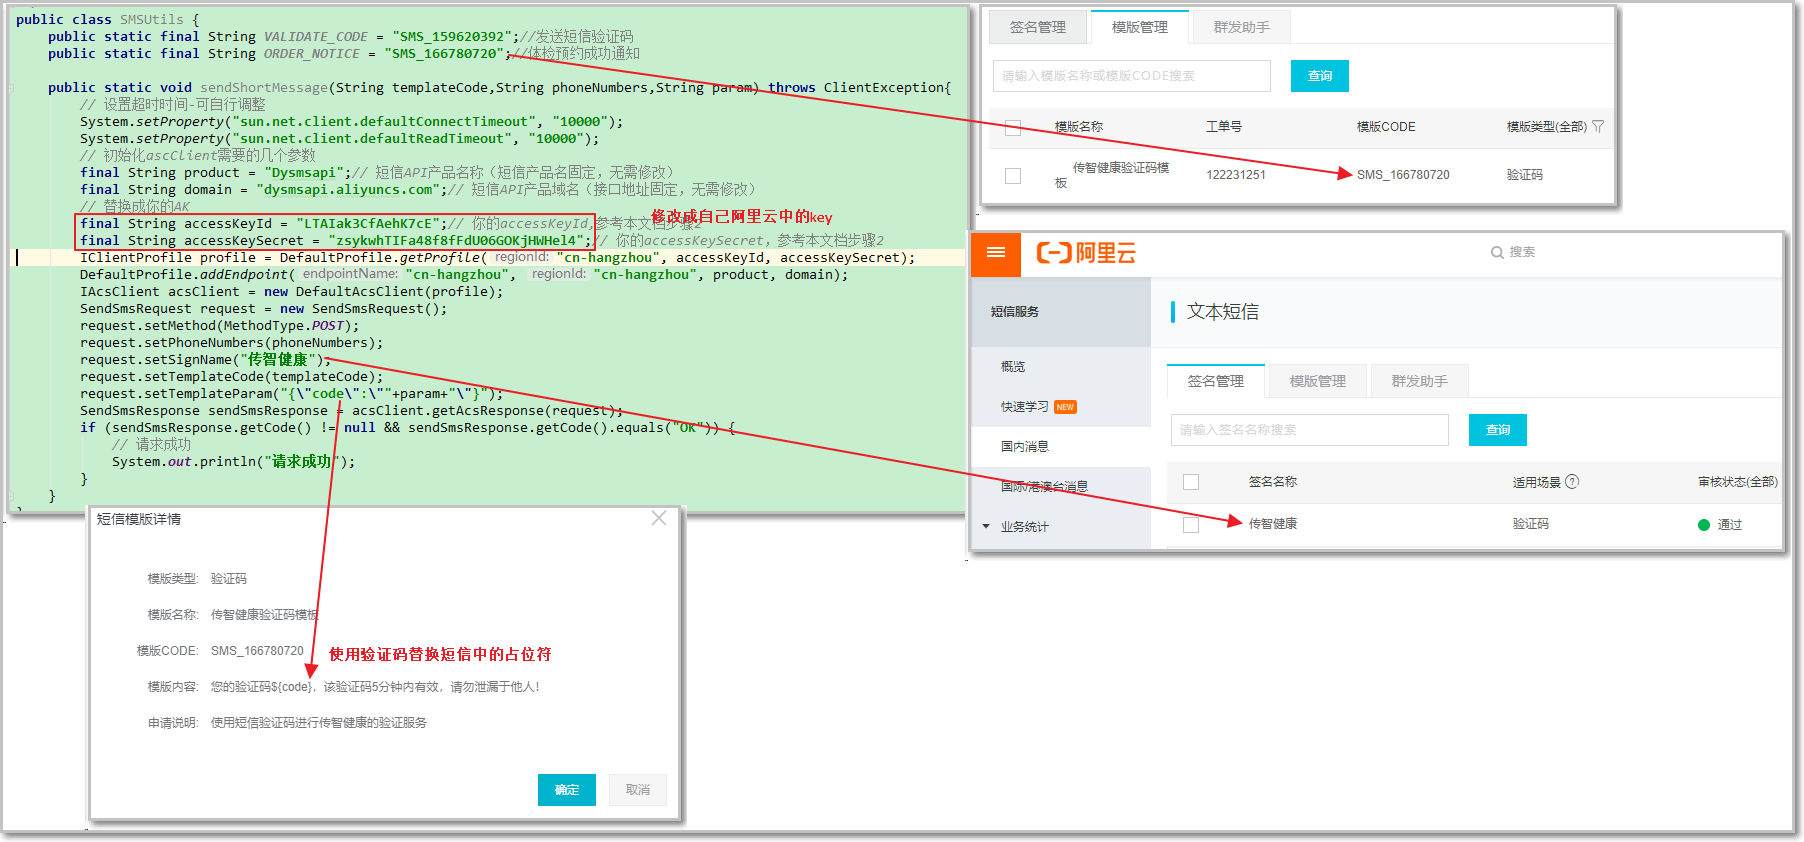 public class SMSUtils {
public static final String VALIDATE_CODE = "SMS_159620392";//发送短信验证码
public static final String ORDER_NOTICE = "SMS_166780720";//体检预约成功通知
public static void sendShortMessage(String templateCode,String phoneNumbers,String param) throws ClientException{
// 设置超时时间-可自行调整
System.setProperty("sun.net.client.defaultConnectTimeout", "10000");
System.setProperty("sun.net.client.defaultReadTimeout", "10000");
// 初始化ascClient需要的几个参数
final String product = "Dysmsapi";// 短信API产品名称（短信产品名固定，无需修改）
final String domain = "dysmsapi.aliyuncs.com";// 短信API产品域名（接口地址固定，无需修改）
// 替换成你的AK
final String accessKeyId = "LTAIak3CfAehK7cE";// 你的accessKeyId,参考本文档步骤2
修改成自己阿里云中的key
final String accessKeySecret = "zsykwhTIFa48f8fFdU06GOKjHWHel4";// 你的accessKeySecret，参考本文档步骤2
IClientProfile profile = DefaultProfile.getProfile( regionId: "cn-hangzhou", accessKeyId, accessKeySecret);
DefaultProfile.addEndpoint( endpointName: "cn-hangzhou", regionId: "cn-hangzhou", product, domain);
IAcsClient acsClient = new DefaultAcsClient(profile);
SendSmsRequest request = new SendSmsRequest();
request.setMethod(MethodType.POST);
request.setPhoneNumbers(phoneNumbers);
request.setSignName("传智健康");
request.setTemplateCode(templateCode);
request.setTemplateParam("{\"code\":\""+param+"\"}");
SendSmsResponse sendSmsResponse = acsClient.getAcsResponse(request);
if (sendSmsResponse.getCode() != null && sendSmsResponse.getCode().equals("OK")) {
// 请求成功
System.out.println("请求成功");
}
}
签名管理 模版管理 群发助手
请输入模版名称或模版CODE搜索 查询
模版名称 工单号 模版CODE 模版类型(全部)
传智健康验证码模板 122231251 SMS_166780720 验证码
阿里云 搜索
短信服务
概览
快速学习 NEW
国内消息
国际/港澳台消息
业务统计
文本短信
签名管理 模版管理 群发助手
请输入签名名称搜索 查询
签名名称 适用场景 ? 审核状态(全部)
传智健康 验证码 通过
短信模版详情
模版类型: 验证码
模版名称: 传智健康验证码模板
模版CODE: SMS_166780720
使用验证码替换短信中的占位符
模版内容: 您的验证码${code}，该验证码5分钟内有效，请勿泄漏于他人！
申请说明: 使用短信验证码进行传智健康的验证服务
确定 取消